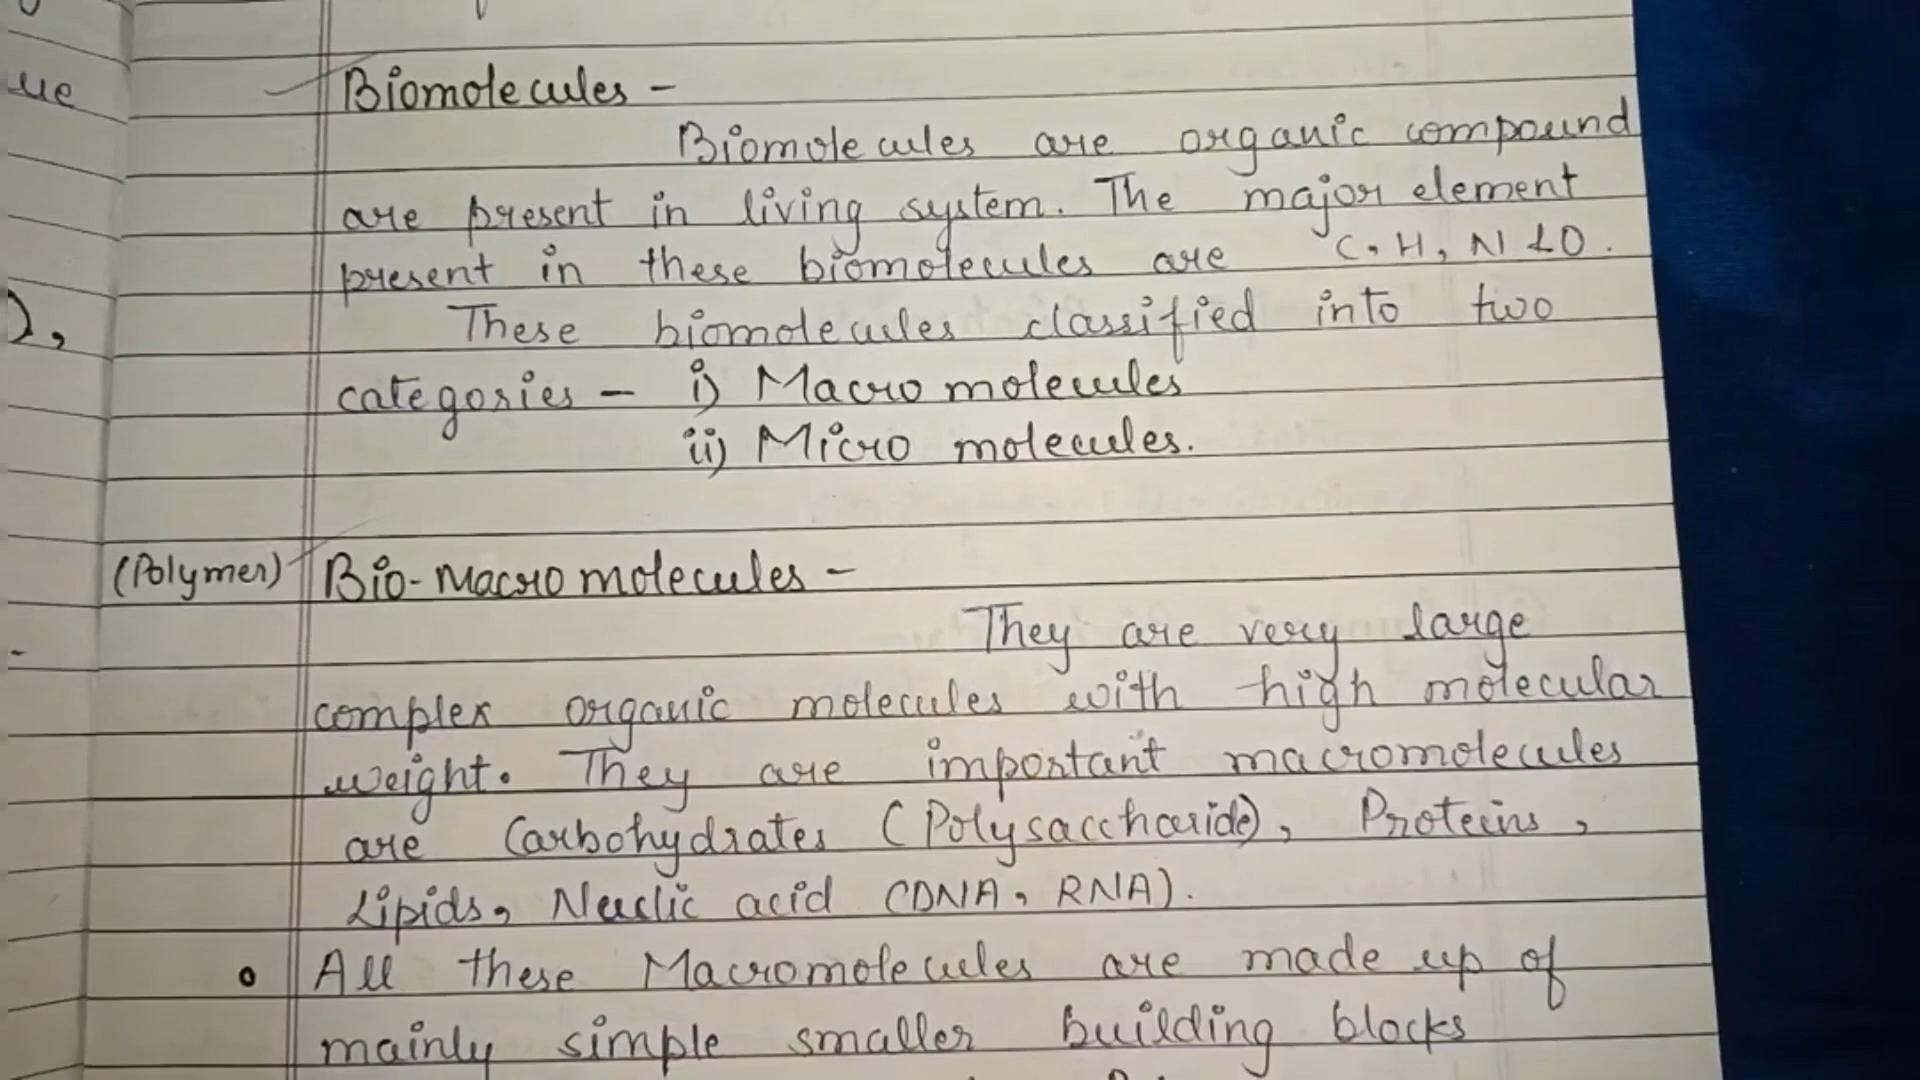 ue
Biomolecules -
Biomolecules are organic compound
are present in living system. The major element
present in these biomolecules are C, H, N & O.
These biomolecules classified into two
categories - i) Macro molecules
ii) Micro molecules.
(Polymer) Bio-Macro molecules -
They are very large
complex organic molecules with high molecular
weight. They are important macromolecules
are Carbohydrates (Polysaccharide), Proteins,
Lipids, Nuclic acid (DNA, RNA).
• All these Macromolecules are made up of
mainly simple smaller building blocks